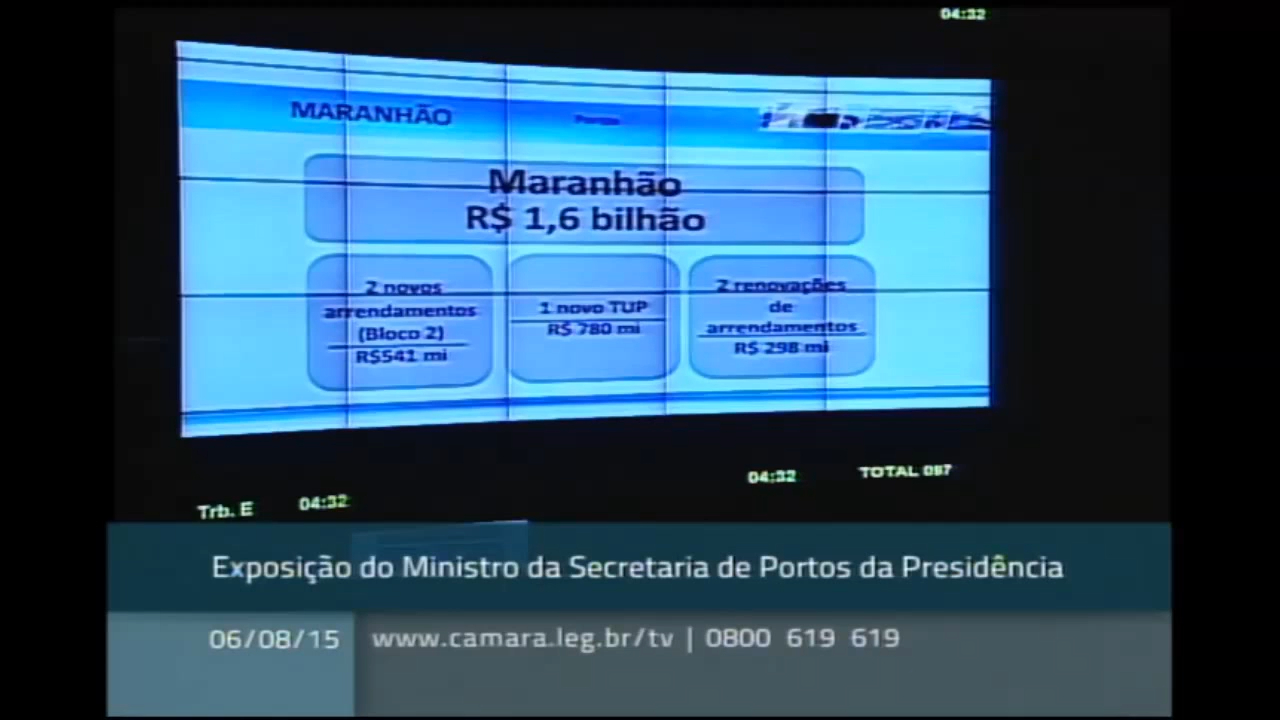 04:32
MARANHÃO
Portos
Maranhão
R$ 1,6 bilhão
2 novos
arrendamentos
(Bloco 2)
R$541 mi
1 novo TUP
R$ 780 mi
2 renovações
de
arrendamentos
R$ 298 mi
04:32
TOTAL 087
Trb. E
04:32
Exposição do Ministro da Secretaria de Portos da Presidência
06/08/15
www.camara.leg.br/tv | 0800 619 619